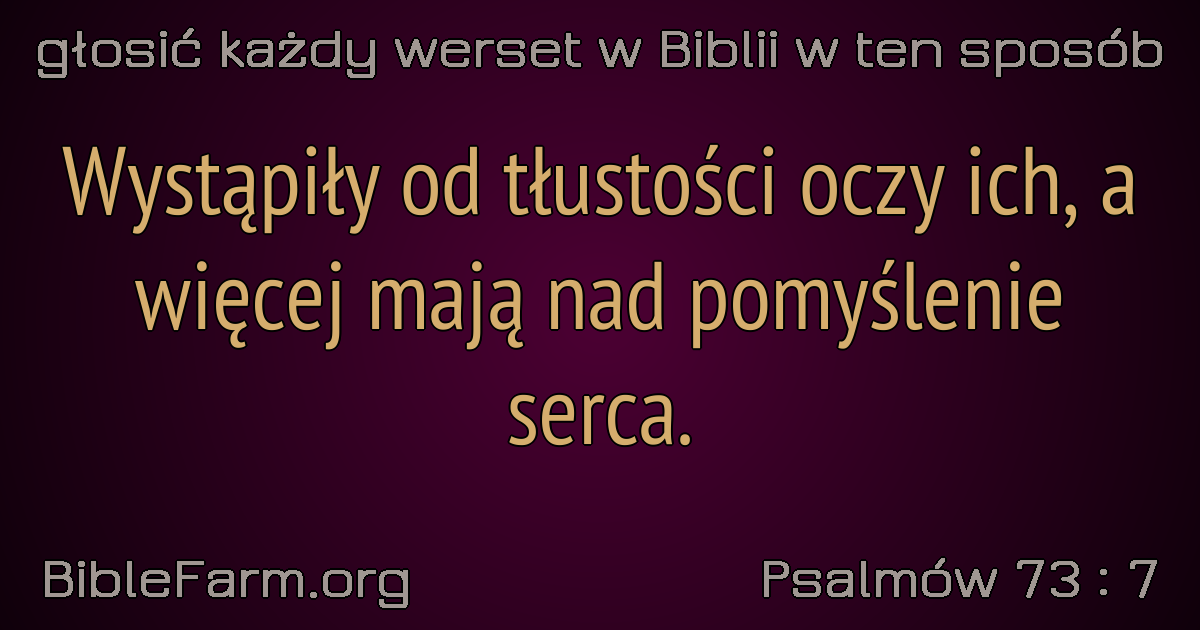 głosić każdy werset w Biblii w ten sposób
Wystąpiły od tłustości oczy ich, a
więcej mają nad pomyślenie
serca.
BibleFarm.org
Psalmów 73 : 7